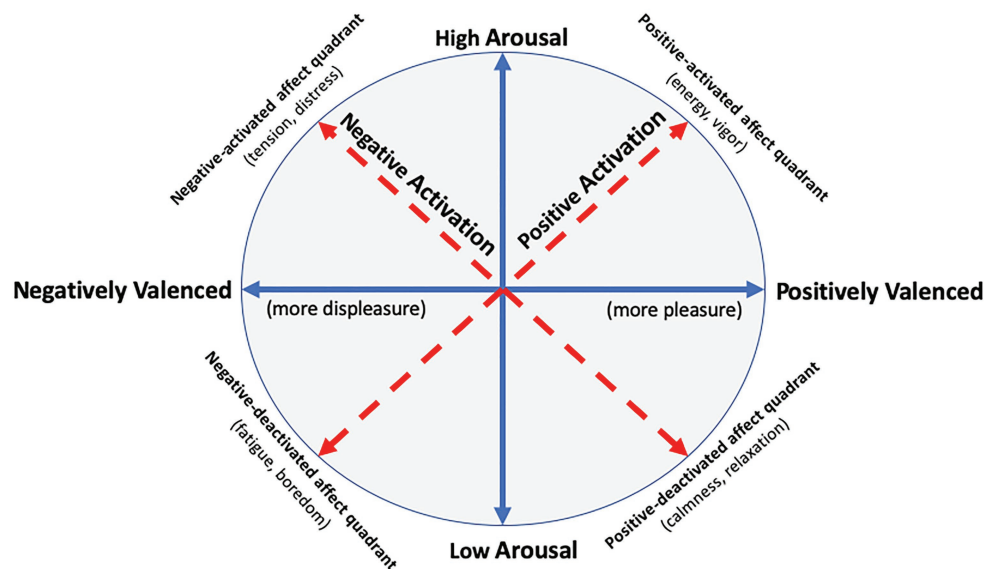 High Arousal
Negative-activated affect quadrant
(tension, distress)
Positive-activated affect quadrant
(energy, vigor)
Negative Activation
Positive Activation
Negatively Valenced
(more displeasure)
(more pleasure)
Positively Valenced
Negative-deactivated affect quadrant
(fatigue, boredom)
Positive-deactivated affect quadrant
(calmness, relaxation)
Low Arousal